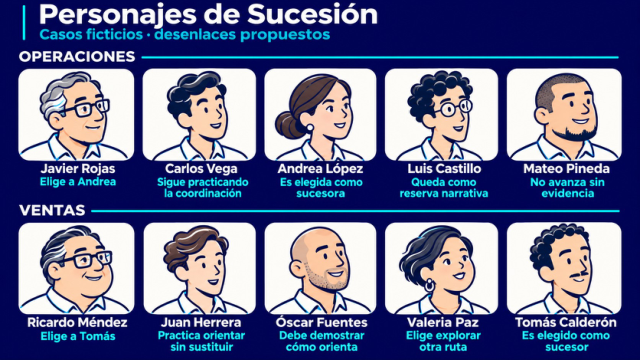 Personajes de Sucesión
Casos ficticios · desenlaces propuestos
OPERACIONES
Javier Rojas
Elige a Andrea
Carlos Vega
Sigue practicando
la coordinación
Andrea López
Es elegida como
sucesora
Luis Castillo
Queda como
reserva narrativa
Mateo Pineda
No avanza sin
evidencia
VENTAS
Ricardo Méndez
Elige a Tomás
Juan Herrera
Practica orientar
sin sustituir
Óscar Fuentes
Debe demostrar
cómo orienta
Valeria Paz
Elige explorar
otra ruta
Tomás Calderón
Es elegido como
sucesor